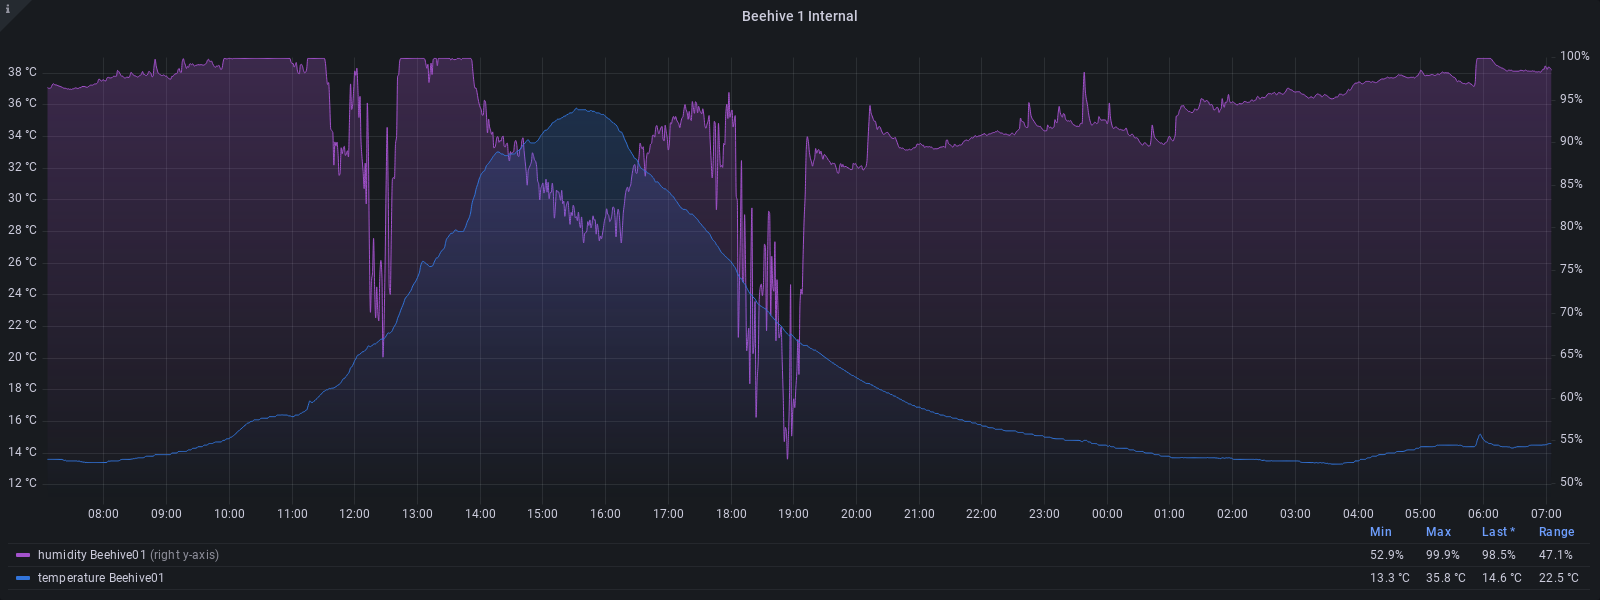 i
Beehive 1 Internal
38 °C
36 °C
34 °C
32 °C
30 °C
28 °C
26 °C
24 °C
22 °C
20 °C
18 °C
16 °C
14 °C
12 °C
100%
95%
90%
85%
80%
75%
70%
65%
60%
55%
50%
08:00 09:00 10:00 11:00 12:00 13:00 14:00 15:00 16:00 17:00 18:00 19:00 20:00 21:00 22:00 23:00 00:00 01:00 02:00 03:00 04:00 05:00 06:00 07:00
Min Max Last * Range
humidity Beehive01 (right y-axis) 52.9% 99.9% 98.5% 47.1%
temperature Beehive01 13.3 °C 35.8 °C 14.6 °C 22.5 °C